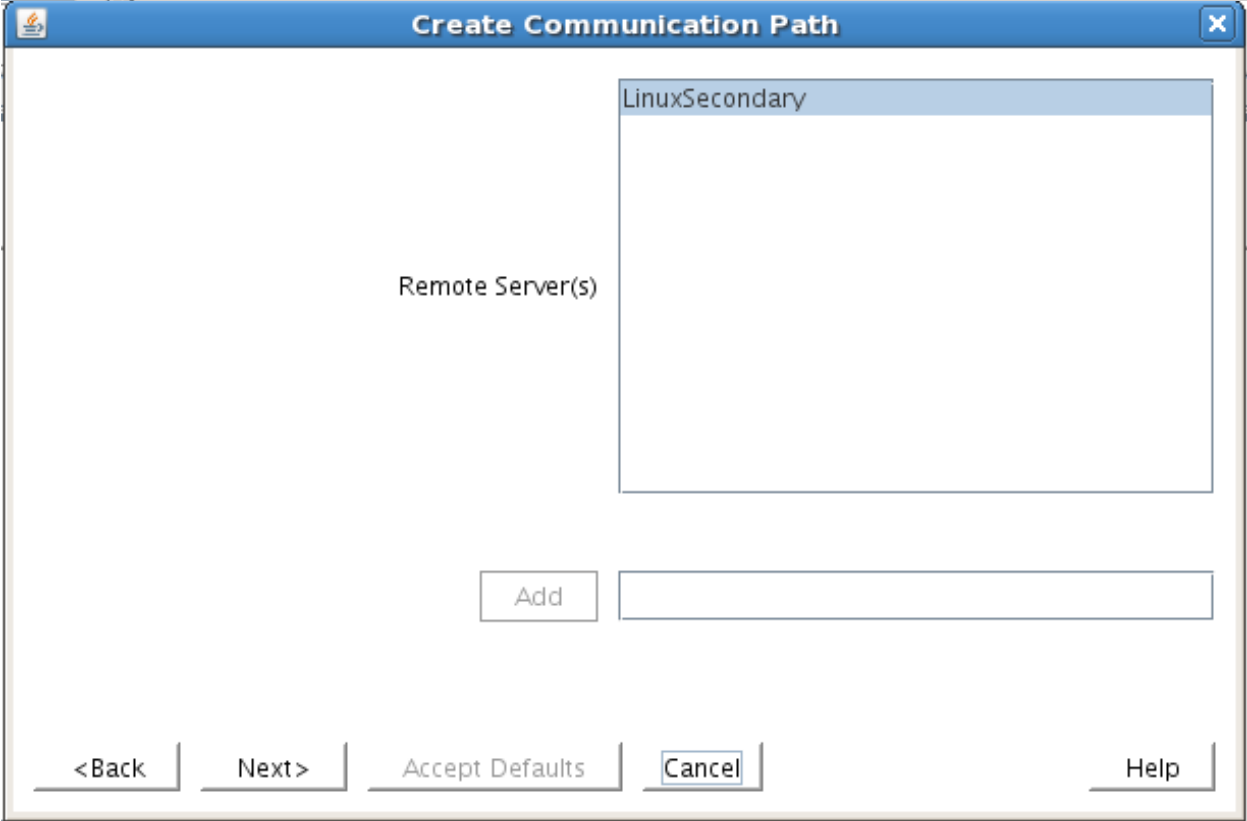 Create Communication Path
LinuxSecondary
Remote Server(s)
Add
<Back
Next>
Accept Defaults
Cancel
Help